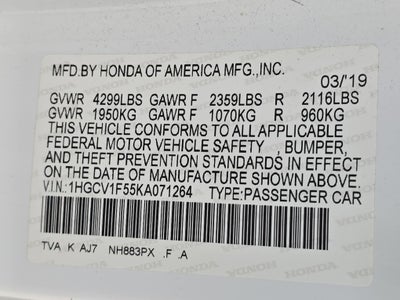 MFD.BY HONDA OF AMERICA MFG.,INC.
03/'19
GVWR 4299LBS GAWR F 2359LBS R 2116LBS
GVWR 1950KG GAWR F 1070KG R 960KG
THIS VEHICLE CONFORMS TO ALL APPLICABLE
FEDERAL MOTOR VEHICLE SAFETY , BUMPER,
AND THEFT PREVENTION STANDARDS IN EFFECT
ON THE DATE OF MANUFACTURE SHOWN ABOVE.
V.I.N.:1HGCV1F55KA071264 TYPE:PASSENGER CAR
TVA K AJ7 NH883PX .F .A